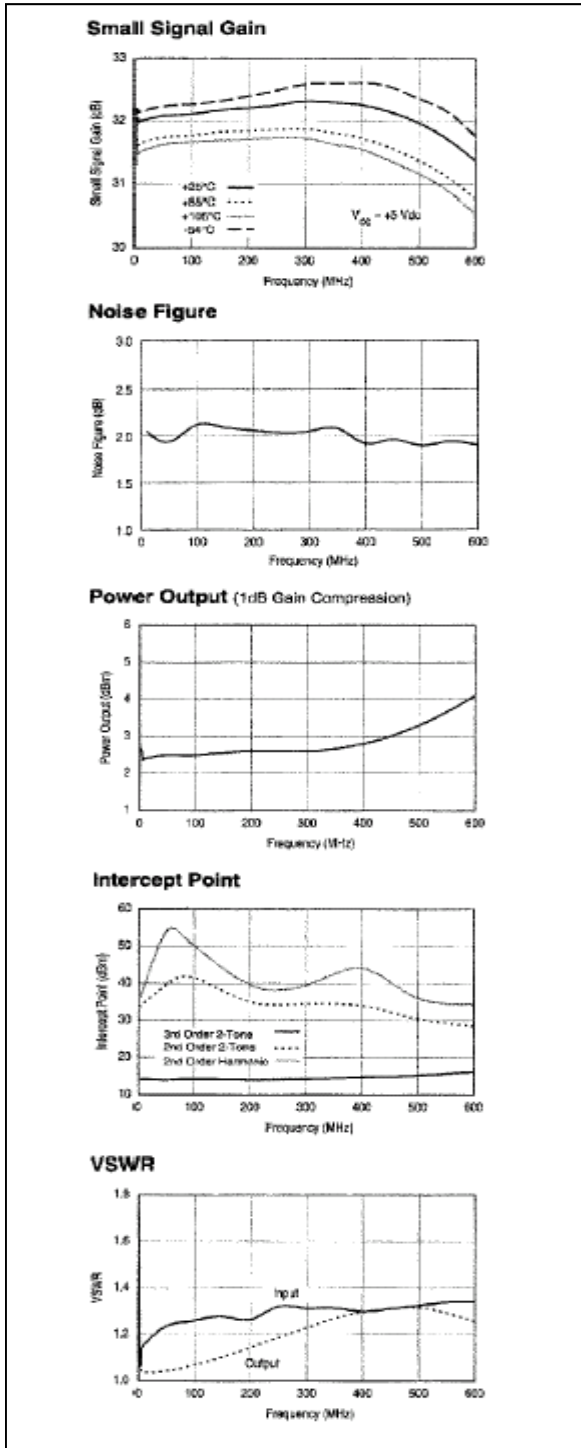 Small Signal Gain
33
32
31
30
Small Signal Gain (dB)
+25°C
+85°C
-54°C
0 100 200 300 400 500 600
Frequency (MHz)
Noise Figure
3.0
2.5
2.0
1.5
1.0
Noise Figure (dB)
0 100 200 300 400 500 600
Frequency (MHz)
Power Output (1dB Gain Compression)
6
5
4
3
2
1
Power Output (dBm)
0 100 200 300 400 500 600
Frequency (MHz)
Intercept Point
60
50
40
30
20
10
Intercept Point (dBm)
3rd Order 2-Tone
2nd Order 2-Tone
2nd Order Harmonic
0 100 200 300 400 500 600
Frequency (MHz)
VSWR
1.8
1.6
1.4
1.2
1.0
VSWR
Input
Output
0 100 200 300 400 500 600
Frequency (MHz)